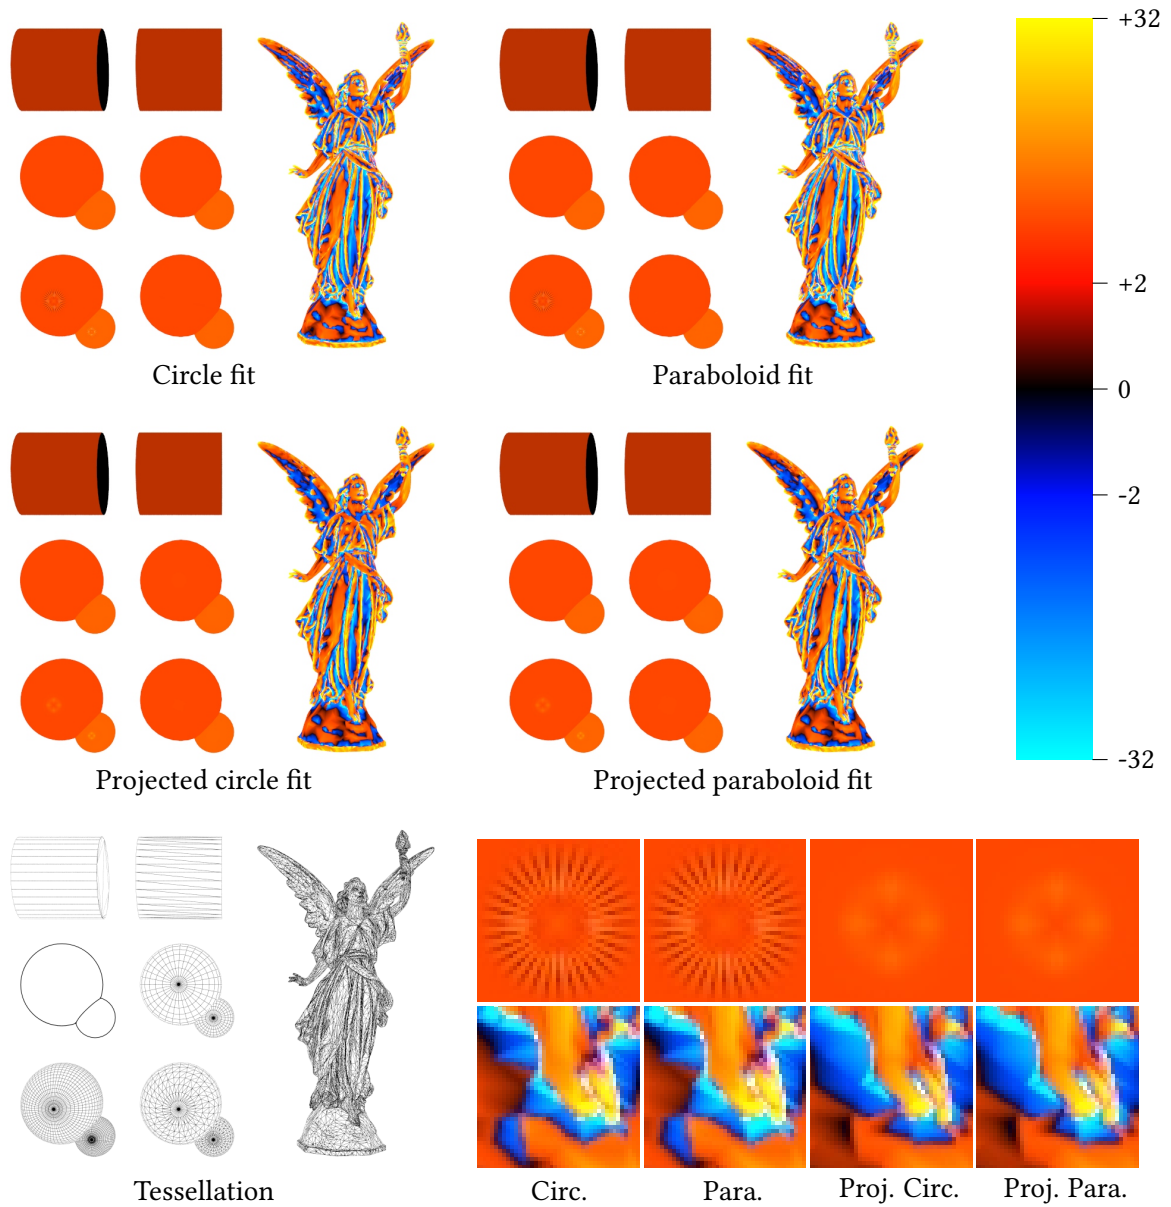 +32
+2
0
-2
-32
Circle fit
Paraboloid fit
Projected circle fit
Projected paraboloid fit
Tessellation
Circ.
Para.
Proj. Circ.
Proj. Para.